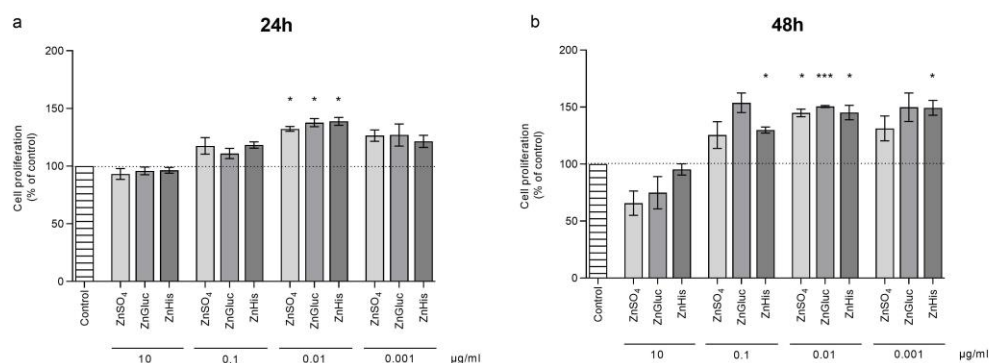 a
24h
200
150
100
50
0
Cell proliferation
(% of control)
* * *
Control
ZnSO4
ZnGluc
ZnHis
ZnSO4
ZnGluc
ZnHis
ZnSO4
ZnGluc
ZnHis
ZnSO4
ZnGluc
ZnHis
10 0.1 0.01 0.001 µg/ml
b
48h
200
150
100
50
0
Cell proliferation
(% of control)
* * *** * *
Control
ZnSO4
ZnGluc
ZnHis
ZnSO4
ZnGluc
ZnHis
ZnSO4
ZnGluc
ZnHis
ZnSO4
ZnGluc
ZnHis
10 0.1 0.01 0.001 µg/ml